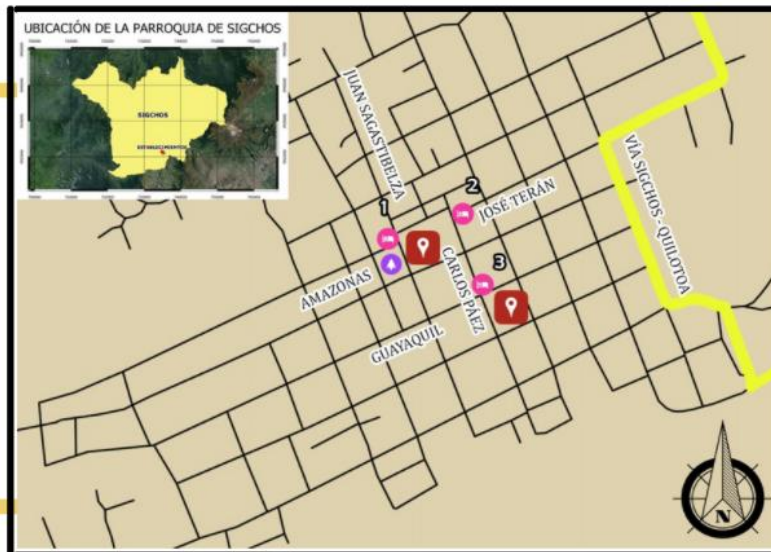 UBICACIÓN DE LA PARROQUIA DE SIGCHOS
SIGCHOS
JUAN SAGASTIBELZA
VÍA SIGCHOS - QUILOTOA
2
JOSÉ TERÁN
1
CARLOS PÁEZ
3
AMAZONAS
GUAYAQUIL
N